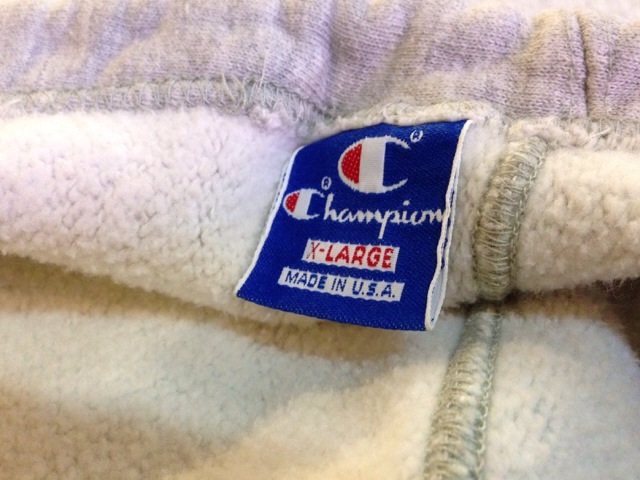 C®
®Champion
X-LARGE
MADE IN U.S.A.